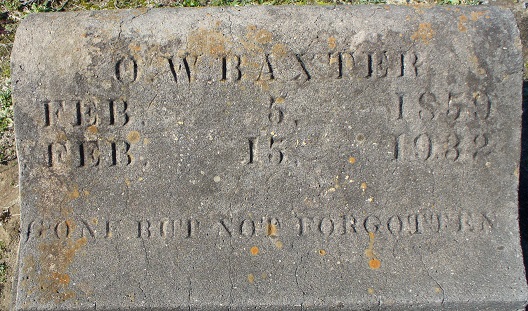 O.W.BAXTER
FEB. 5. 1859
FEB. 15. 1932
GONE BUT NOT FORGOTTEN